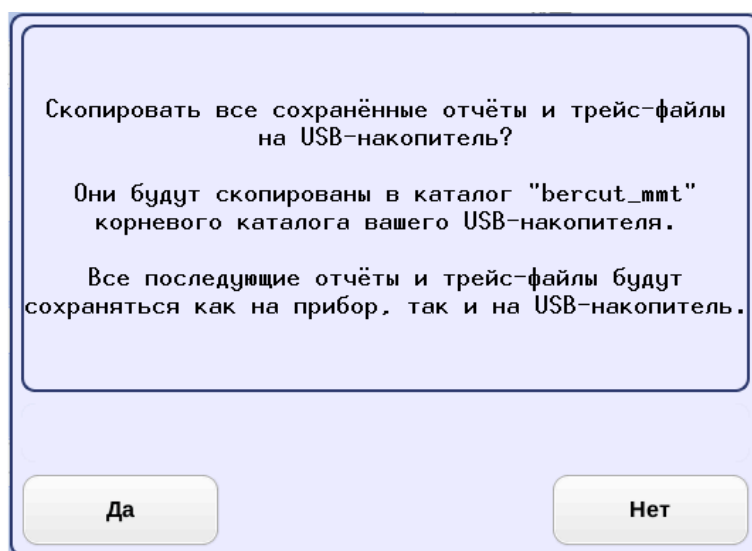 Скопировать все сохранённые отчёты и трейс-файлы
на USB-накопитель?
Они будут скопированы в каталог "bercut_mmt"
корневого каталога вашего USB-накопителя.
Все последующие отчёты и трейс-файлы будут
сохраняться как на прибор, так и на USB-накопитель.
Да
Нет